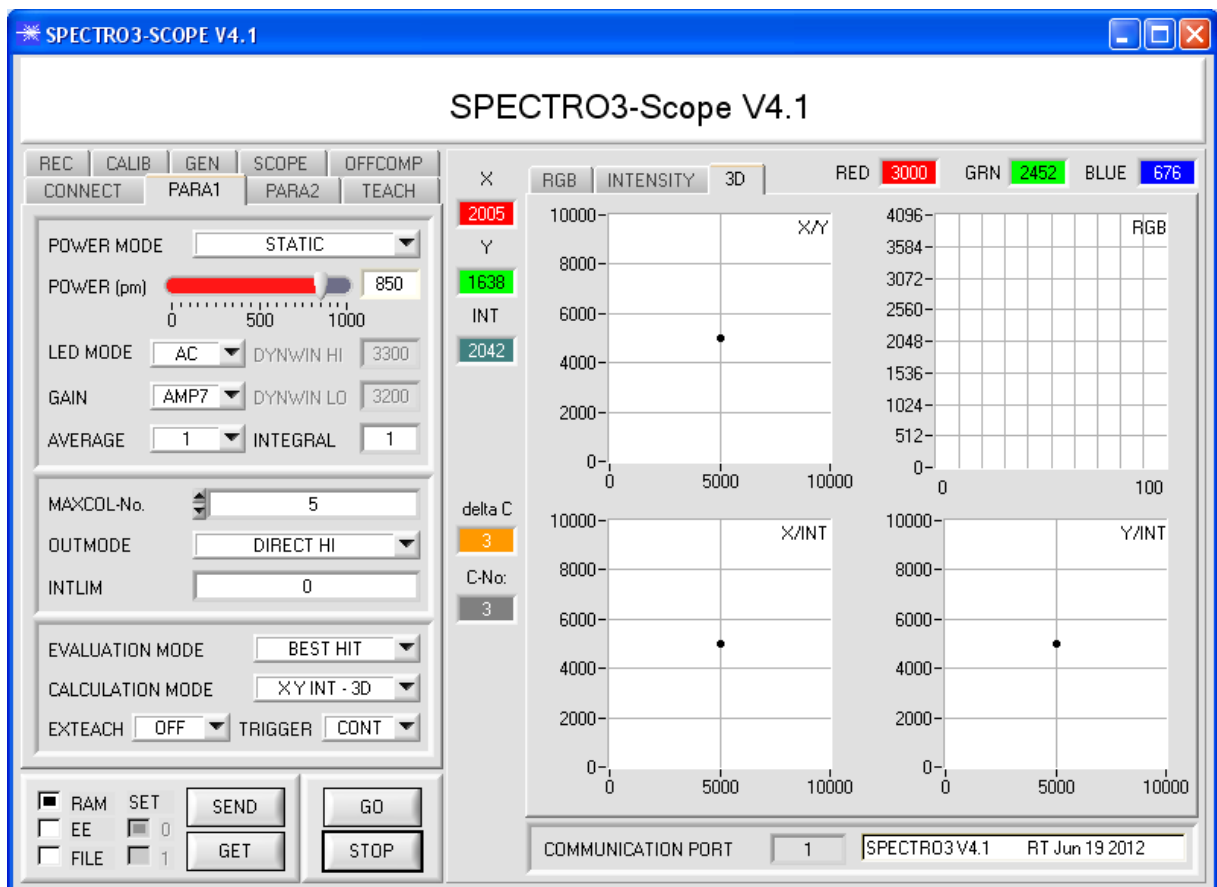 SPECTRO3-SCOPE V4.1
SPECTRO3-Scope V4.1
REC CALIB GEN SCOPE OFFCOMP
CONNECT PARA1 PARA2 TEACH
POWER MODE STATIC
POWER (pm) 850
0 500 1000
LED MODE AC DYNWIN HI 3300
GAIN AMP7 DYNWIN LO 3200
AVERAGE 1 INTEGRAL 1
MAXCOL-No. 5
OUTMODE DIRECT HI
INTLIM 0
EVALUATION MODE BEST HIT
CALCULATION MODE X Y INT - 3D
EXTEACH OFF TRIGGER CONT
RAM SET
EE 0
FILE 1
SEND
GET
GO
STOP
X
2005
Y
1638
INT
2042
delta C
3
C-No:
3
RGB INTENSITY 3D
RED 3000 GRN 2452 BLUE 676
X/Y
10000
8000
6000
4000
2000
0
0 5000 10000
RGB
4096
3584
3072
2560
2048
1536
1024
512
0
0 100
X/INT
10000
8000
6000
4000
2000
0
0 5000 10000
Y/INT
10000
8000
6000
4000
2000
0
0 5000 10000
COMMUNICATION PORT 1 SPECTRO3 V4.1 RT Jun 19 2012